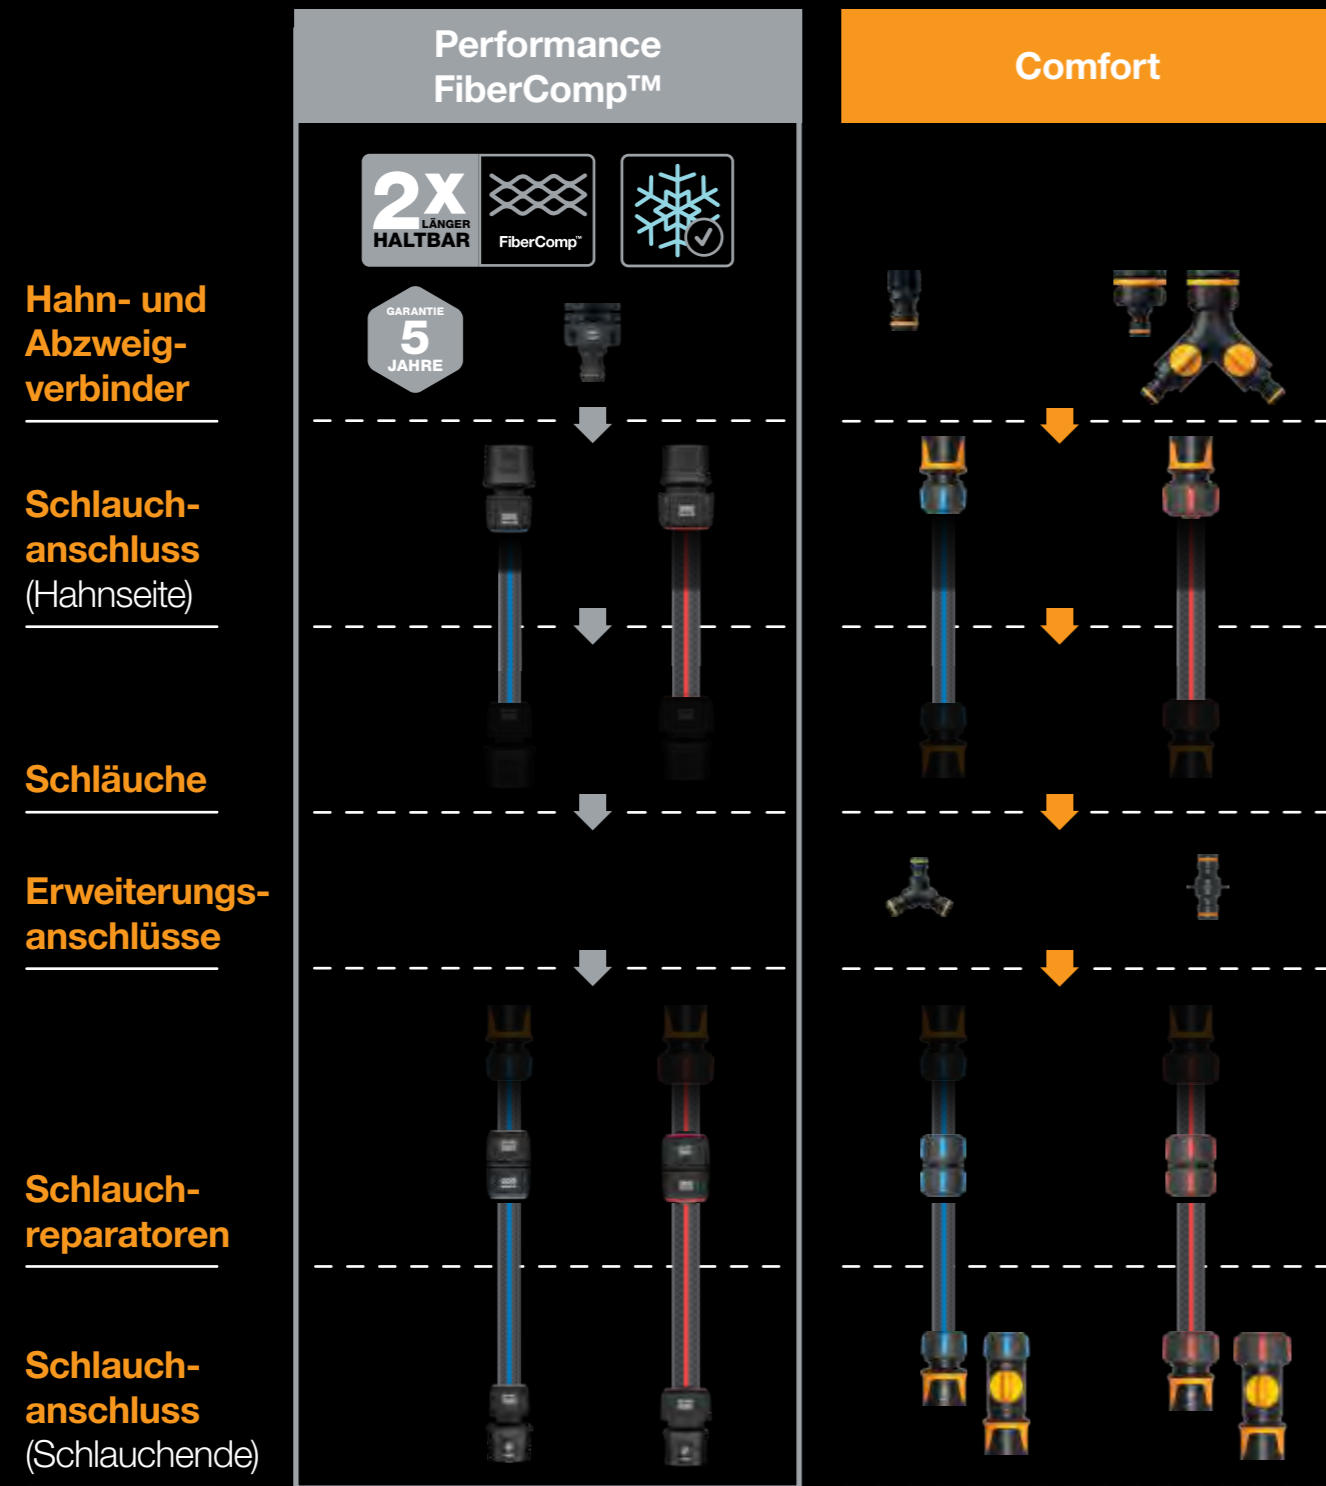 Performance
FiberComp™
Comfort
2X
LÄNGER
HALTBAR
FiberComp™
GARANTIE
5
JAHRE
Hahn- und
Abzweig-
verbinder
Schlauch-
anschluss
(Hahnseite)
Schläuche
Erweiterungs-
anschlüsse
Schlauch-
reparatoren
Schlauch-
anschluss
(Schlauchende)